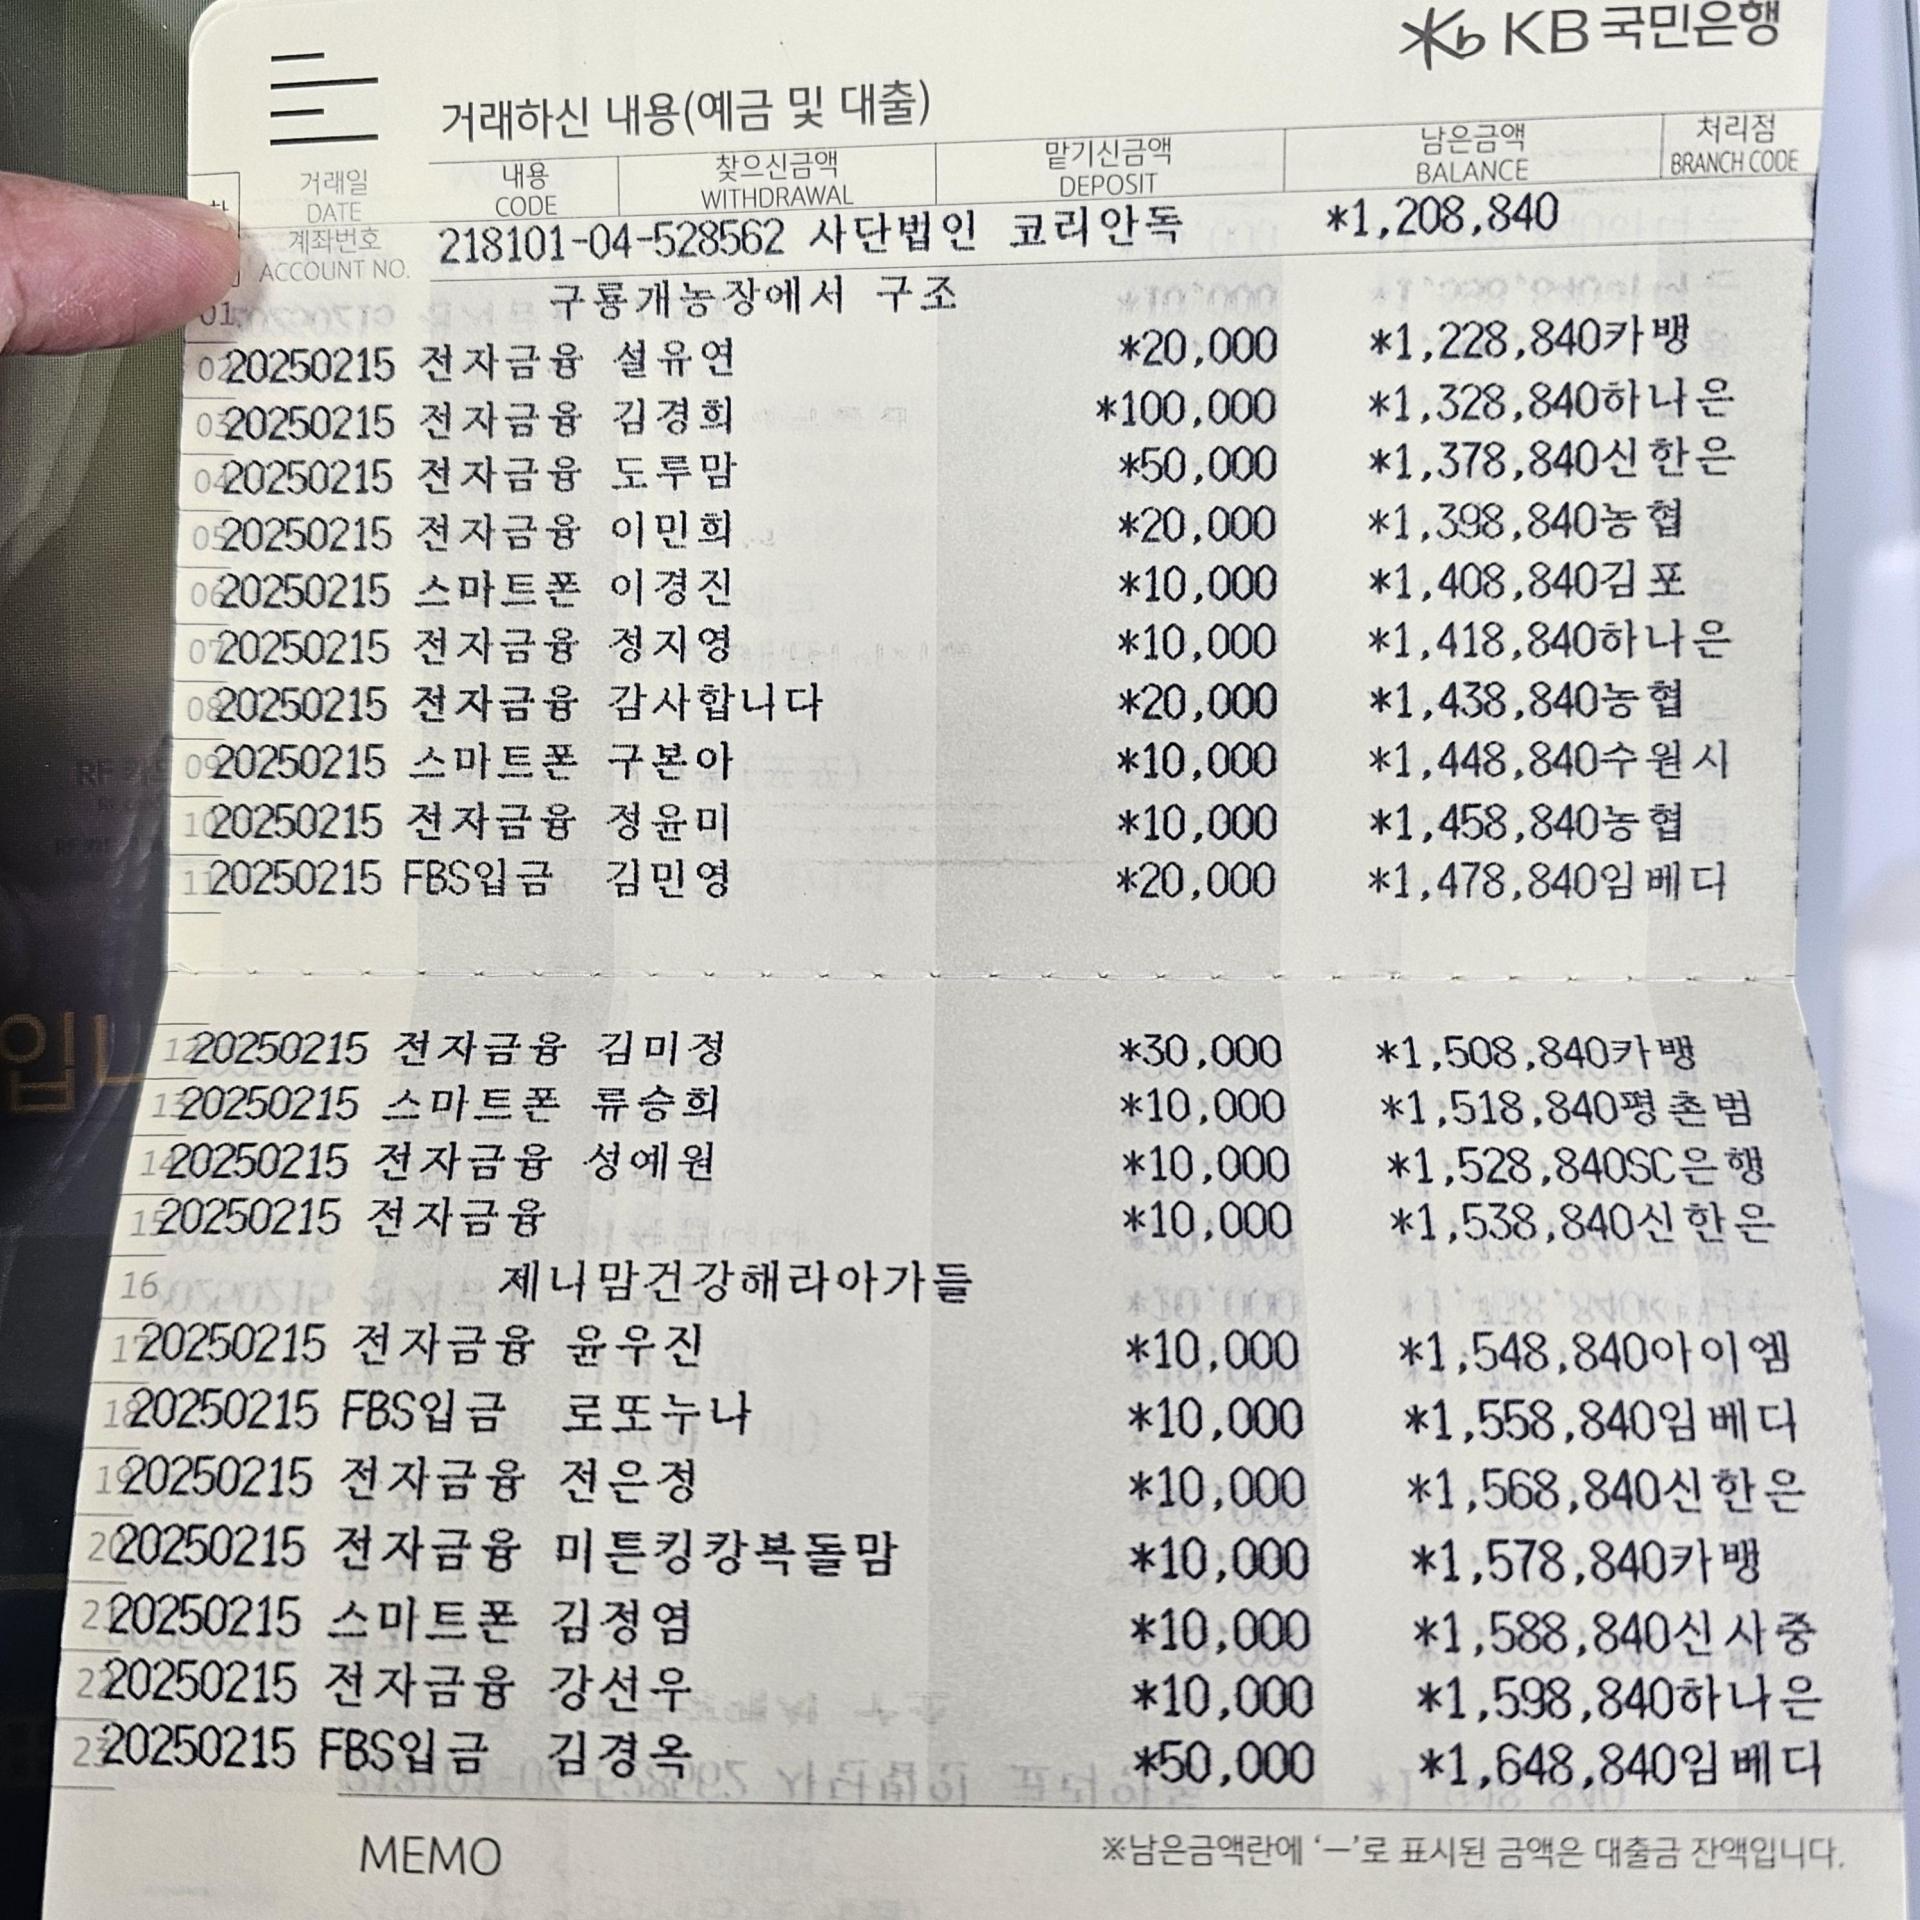 KB 국민은행
거래하신 내용(예금 및 대출)
거래일 내용 찾으신금액 맡기신금액 남은금액 처리점
DATE CODE WITHDRAWAL DEPOSIT BALANCE BRANCH CODE
계좌번호 218101-04-528562 사단법인 코리안독 *1,208,840
ACCOUNT NO.
01 구룡개농장에서 구조
02 20250215 전자금융 설유연 *20,000 *1,228,840카뱅
03 20250215 전자금융 김경희 *100,000 *1,328,840하나은
04 20250215 전자금융 도루맘 *50,000 *1,378,840신한은
05 20250215 전자금융 이민희 *20,000 *1,398,840농협
06 20250215 스마트폰 이경진 *10,000 *1,408,840김포
07 20250215 전자금융 정지영 *10,000 *1,418,840하나은
08 20250215 전자금융 감사합니다 *20,000 *1,438,840농협
09 20250215 스마트폰 구본아 *10,000 *1,448,840수원시
10 20250215 전자금융 정윤미 *10,000 *1,458,840농협
11 20250215 FBS입금 김민영 *20,000 *1,478,840임베디
12 20250215 전자금융 김미정 *30,000 *1,508,840카뱅
13 20250215 스마트폰 류승희 *10,000 *1,518,840평촌범
14 20250215 전자금융 성예원 *10,000 *1,528,840SC은행
15 20250215 전자금융 *10,000 *1,538,840신한은
16 제니맘건강해라아가들
17 20250215 전자금융 윤우진 *10,000 *1,548,840아이엠
18 20250215 FBS입금 로또누나 *10,000 *1,558,840임베디
19 20250215 전자금융 전은정 *10,000 *1,568,840신한은
20 20250215 전자금융 미튼킹캉복돌맘 *10,000 *1,578,840카뱅
21 20250215 스마트폰 김정염 *10,000 *1,588,840신사중
22 20250215 전자금융 강선우 *10,000 *1,598,840하나은
23 20250215 FBS입금 김경옥 *50,000 *1,648,840임베디
MEMO
※남은금액란에 ‘―’로 표시된 금액은 대출금 잔액입니다.